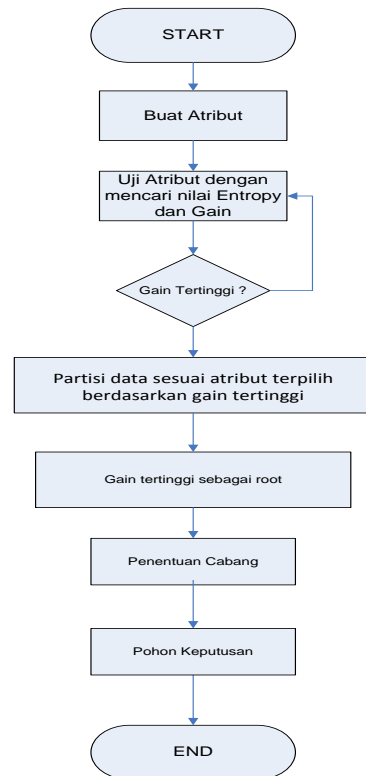 START
Buat Atribut
Uji Atribut dengan
mencari nilai Entropy
dan Gain
Gain Tertinggi ?
Partisi data sesuai atribut terpilih
berdasarkan gain tertinggi
Gain tertinggi sebagai root
Penentuan Cabang
Pohon Keputusan
END